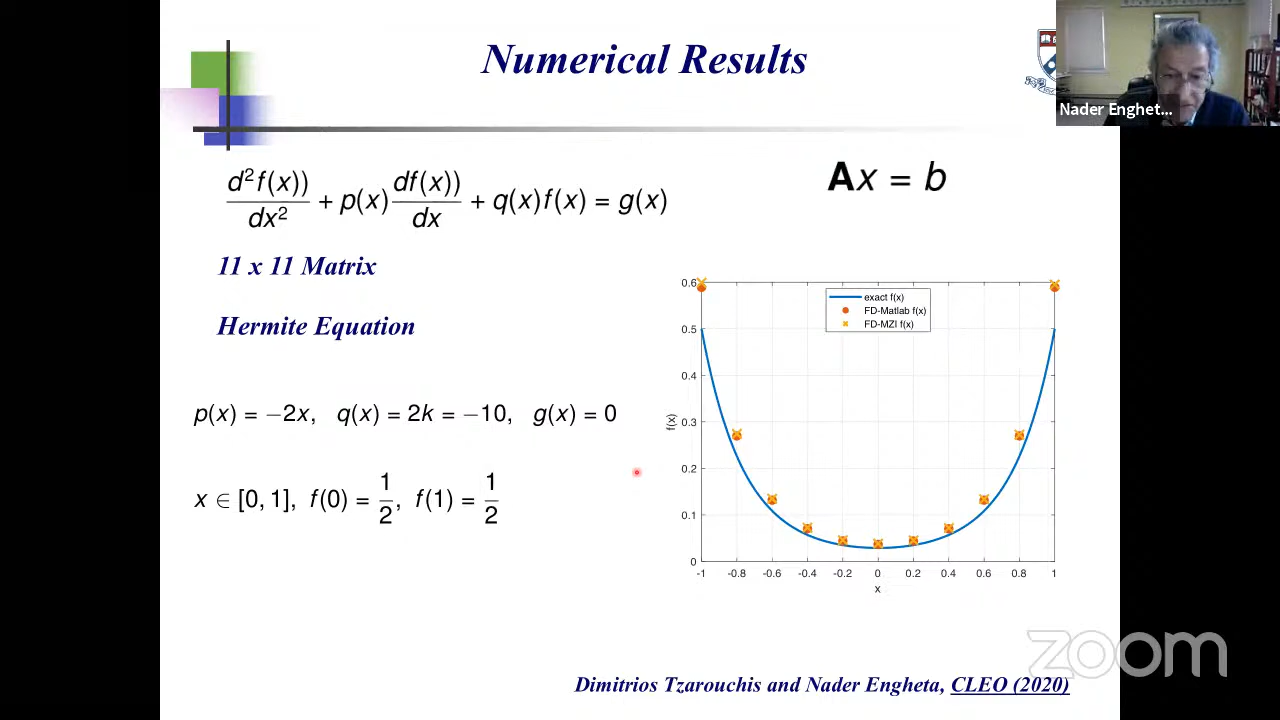 Numerical Results
Nader Enghet...
d²f(x))/dx² + p(x) df(x))/dx + q(x)f(x) = g(x)
Ax = b
11 x 11 Matrix
Hermite Equation
p(x) = −2x, q(x) = 2k = −10, g(x) = 0
x ∈ [0, 1], f(0) = 1/2, f(1) = 1/2
exact f(x)
FD-Matlab f(x)
FD-MZI f(x)
0.6
0.5
0.4
0.3
0.2
0.1
0
f(x)
-1 -0.8 -0.6 -0.4 -0.2 0 0.2 0.4 0.6 0.8 1
x
zoom
Dimitrios Tzarouchis and Nader Engheta, CLEO (2020)